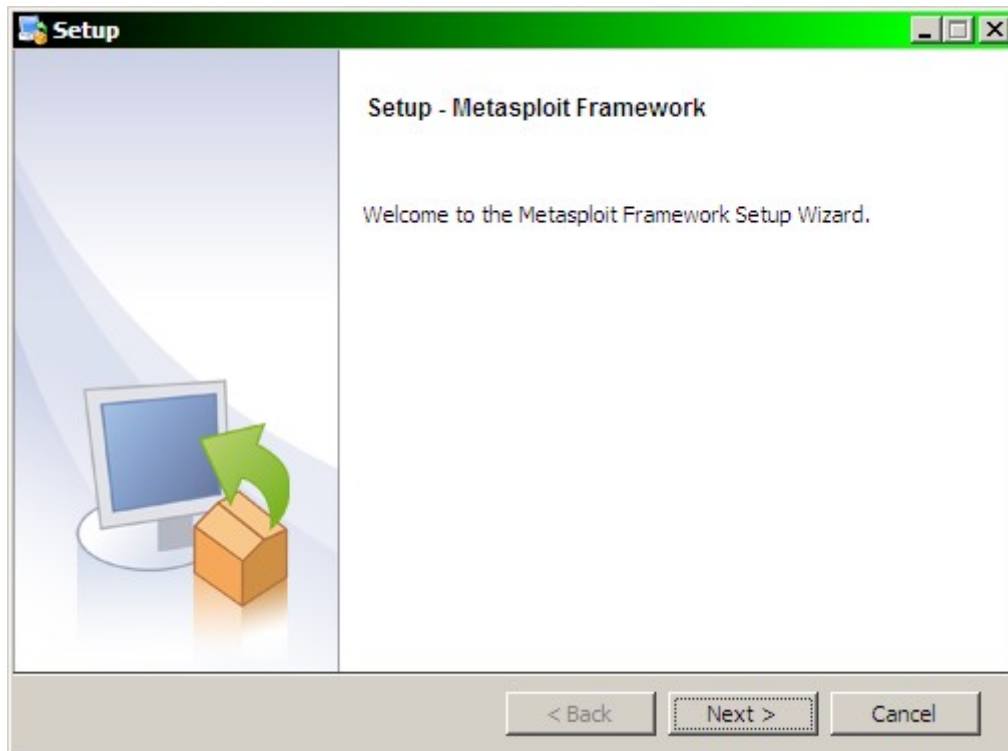 Setup
Setup - Metasploit Framework
Welcome to the Metasploit Framework Setup Wizard.
< Back
Next >
Cancel